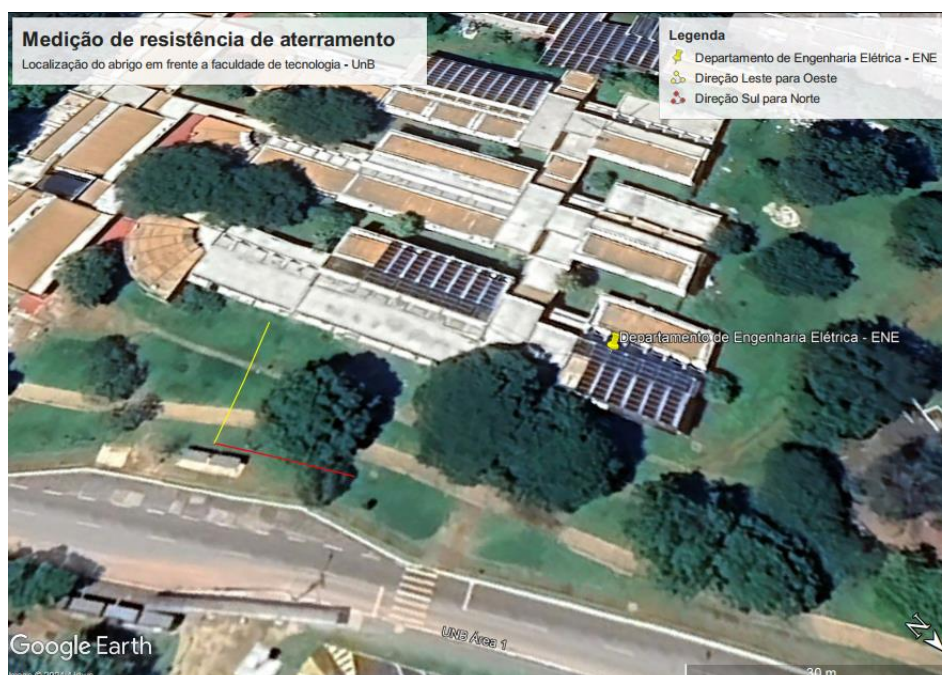 Medição de resistência de aterramento
Localização do abrigo em frente a faculdade de tecnologia - UnB
Legenda
Departamento de Engenharia Elétrica - ENE
Direção Leste para Oeste
Direção Sul para Norte
Departamento de Engenharia Elétrica - ENE
UNB Área 1
N
Google Earth
30 m